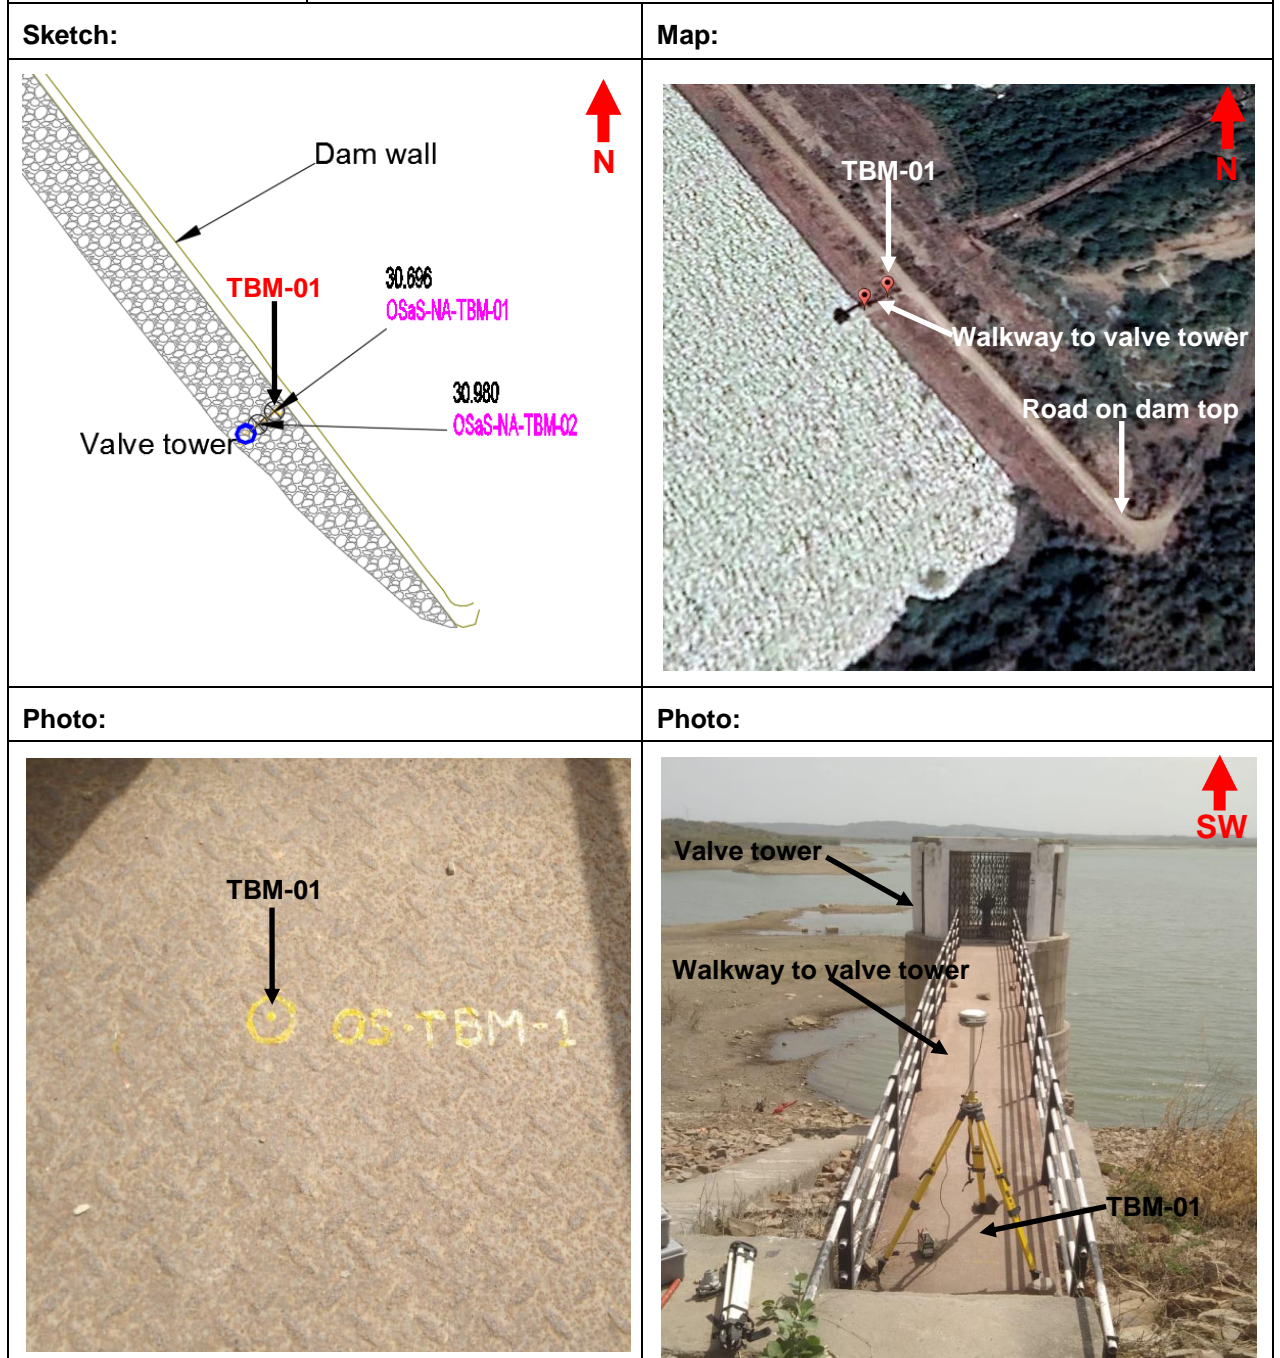 Sketch:
Map:
Dam wall
N
TBM-01
30.696
OSaS-NA-TBM-01
30.980
OSaS-NA-TBM-02
Valve tower
N
TBM-01
Walkway to valve tower
Road on dam top
Photo:
Photo:
TBM-01
OS-TBM-1
SW
Valve tower
Walkway to valve tower
TBM-01